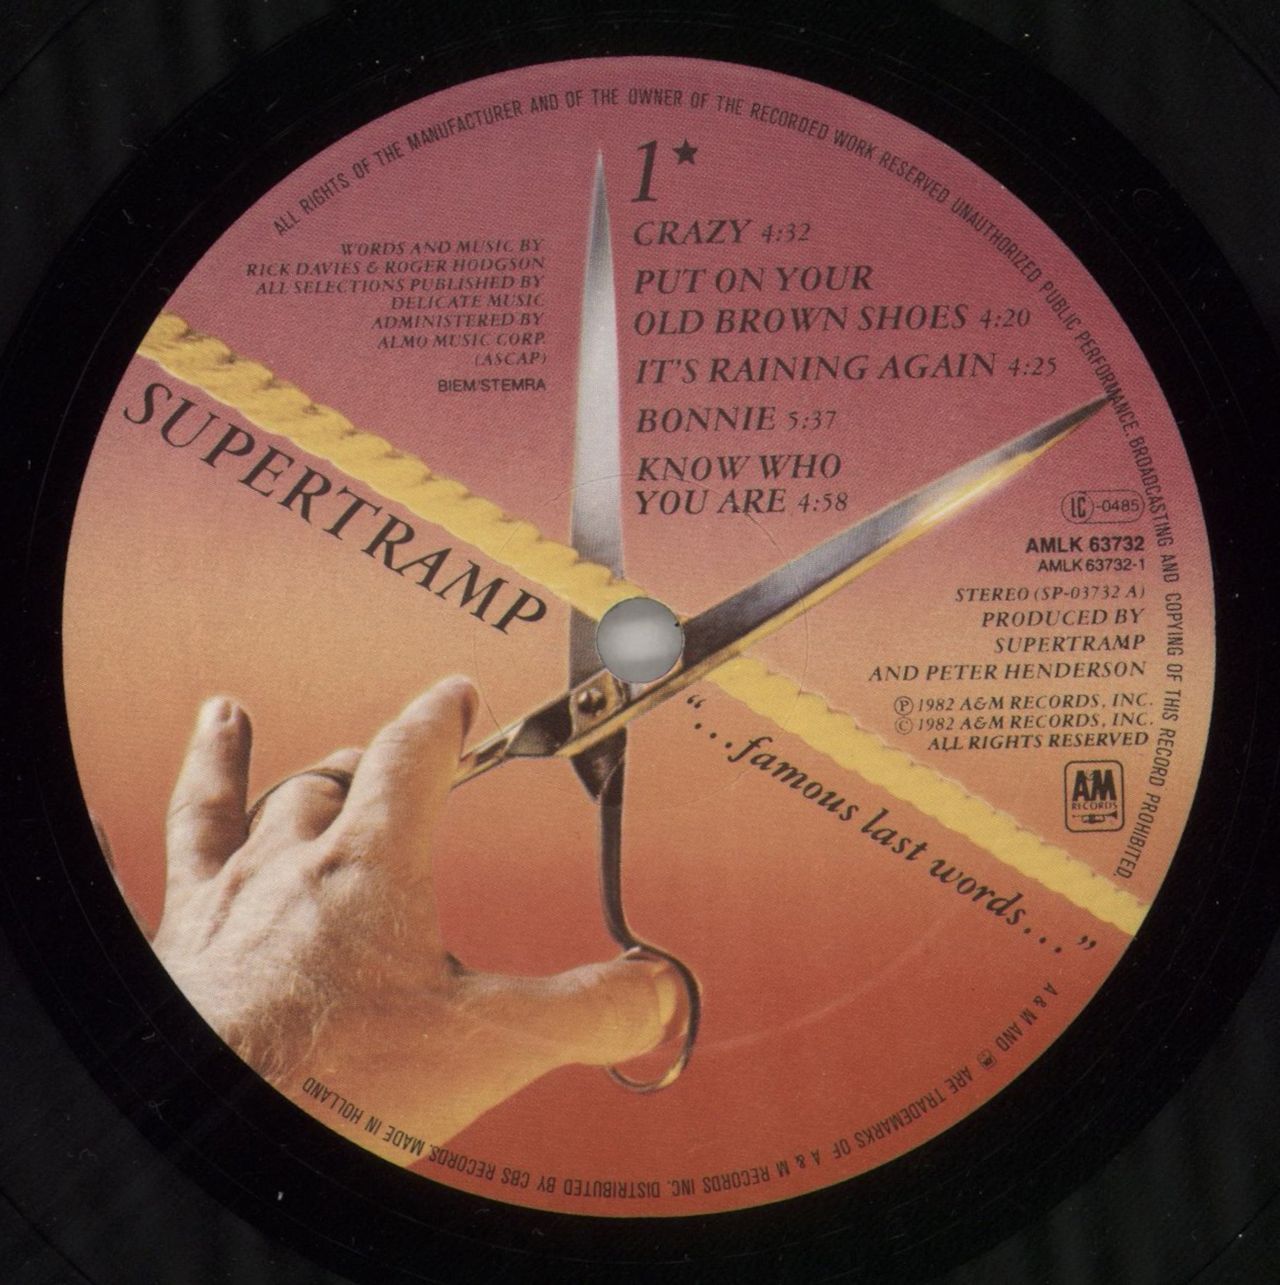 ALL RIGHTS OF THE MANUFACTURER AND OF THE OWNER OF THE RECORDED WORK RESERVED UNAUTHORIZED PUBLIC PERFORMANCE, BROADCASTING AND COPYING OF THIS RECORD PROHIBITED.
1★
CRAZY 4:32
PUT ON YOUR
OLD BROWN SHOES 4:20
IT'S RAINING AGAIN 4:25
BONNIE 5:37
KNOW WHO
YOU ARE 4:58
WORDS AND MUSIC BY
RICK DAVIES & ROGER HODGSON
ALL SELECTIONS PUBLISHED BY
DELICATE MUSIC
ADMINISTERED BY
ALMO MUSIC CORP.
(ASCAP)
BIEM/STEMRA
SUPERTRAMP
LC-0485
AMLK 63732
AMLK 63732-1
STEREO (SP-03732 A)
PRODUCED BY
SUPERTRAMP
AND PETER HENDERSON
Ⓟ 1982 A&M RECORDS, INC.
© 1982 A&M RECORDS, INC.
ALL RIGHTS RESERVED
A&M
RECORDS
“...famous last words...”
A & M AND AM ARE TRADEMARKS OF A & M RECORDS INC. DISTRIBUTED BY CBS RECORDS. MADE IN HOLLAND